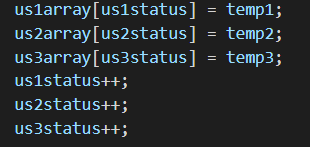 us1array[us1status] = temp1;
us2array[us2status] = temp2;
us3array[us3status] = temp3;
us1status++;
us2status++;
us3status++;